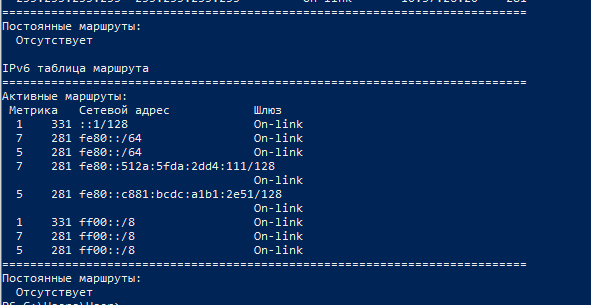 ===========================================================================
Постоянные маршруты:
  Отсутствует
IPv6 таблица маршрута
===========================================================================
Активные маршруты:
 Метрика   Сетевой адрес            Шлюз
  1    331 ::1/128                  On-link
  7    281 fe80::/64                On-link
  5    281 fe80::/64                On-link
  7    281 fe80::512a:5fda:2dd4:111/128
                                    On-link
  5    281 fe80::c881:bcdc:a1b1:2e51/128
                                    On-link
  1    331 ff00::/8                 On-link
  7    281 ff00::/8                 On-link
  5    281 ff00::/8                 On-link
===========================================================================
Постоянные маршруты:
  Отсутствует